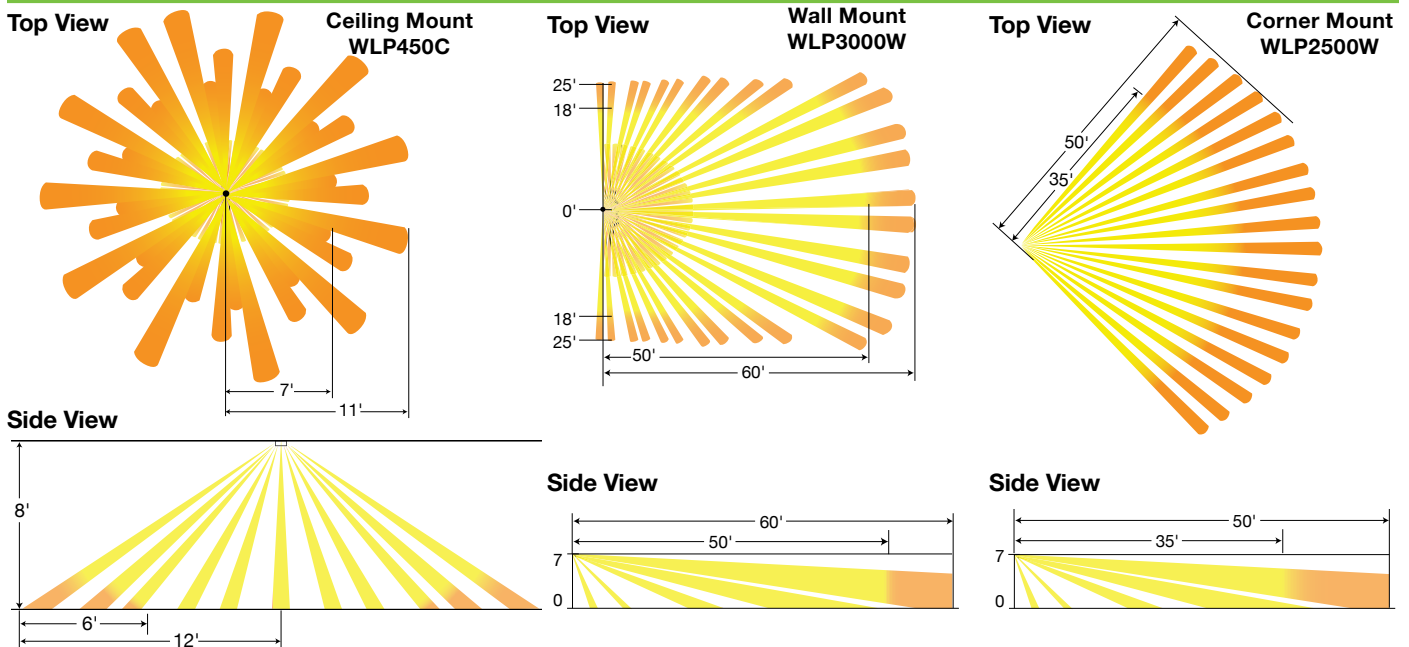 Top View
Ceiling Mount
WLP450C
7'
11'
Side View
8'
6'
12'
Top View
Wall Mount
WLP3000W
25'
18'
0'
18'
25'
50'
60'
Side View
60'
50'
7
0
Top View
Corner Mount
WLP2500W
50'
35'
Side View
50'
35'
7
0